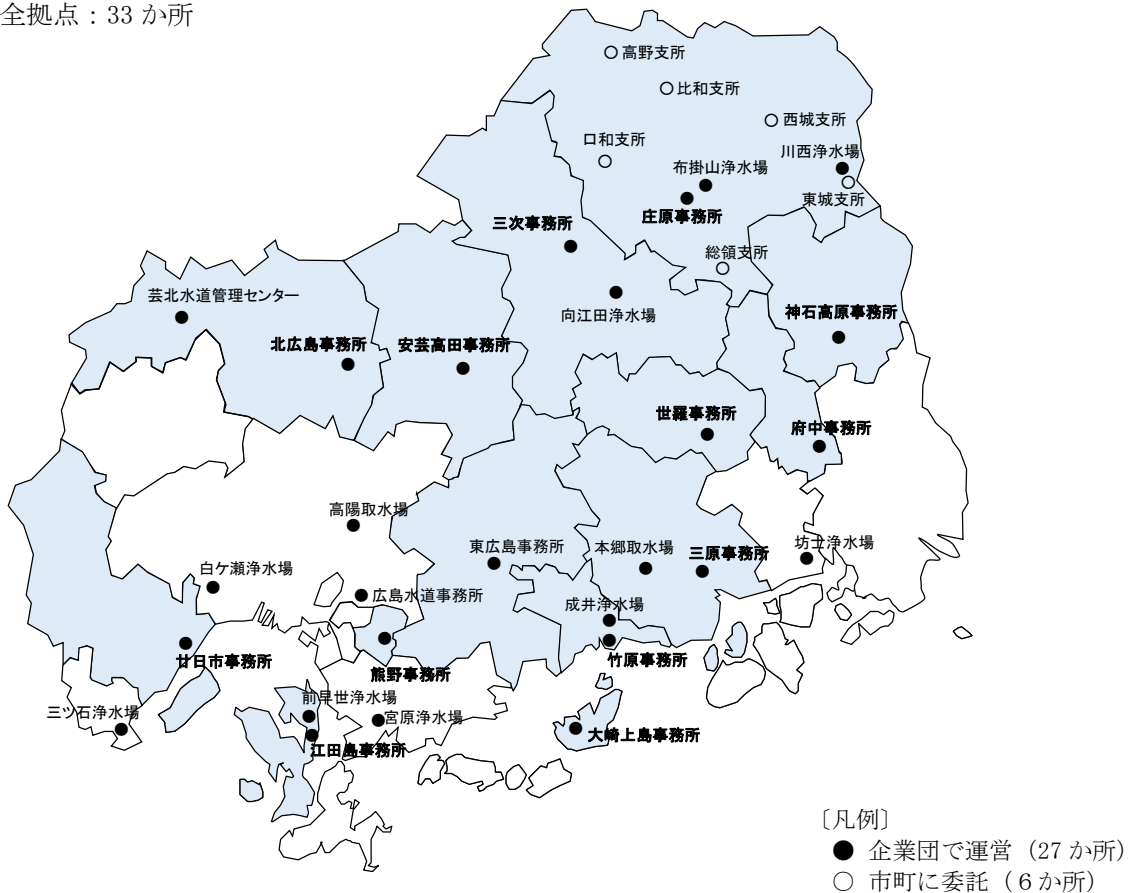 全拠点：33 か所
高野支所
比和支所
西城支所
口和支所
川西浄水場
布掛山浄水場
東城支所
庄原事務所
三次事務所
総領支所
芸北水道管理センター
向江田浄水場
神石高原事務所
北広島事務所
安芸高田事務所
世羅事務所
府中事務所
高陽取水場
東広島事務所
本郷取水場
三原事務所
坊士浄水場
白ケ瀬浄水場
広島水道事務所
成井浄水場
廿日市事務所
熊野事務所
竹原事務所
前早世浄水場
三ツ石浄水場
宮原浄水場
江田島事務所
大崎上島事務所
〔凡例〕
● 企業団で運営（27 か所）
○ 市町に委託（６か所）